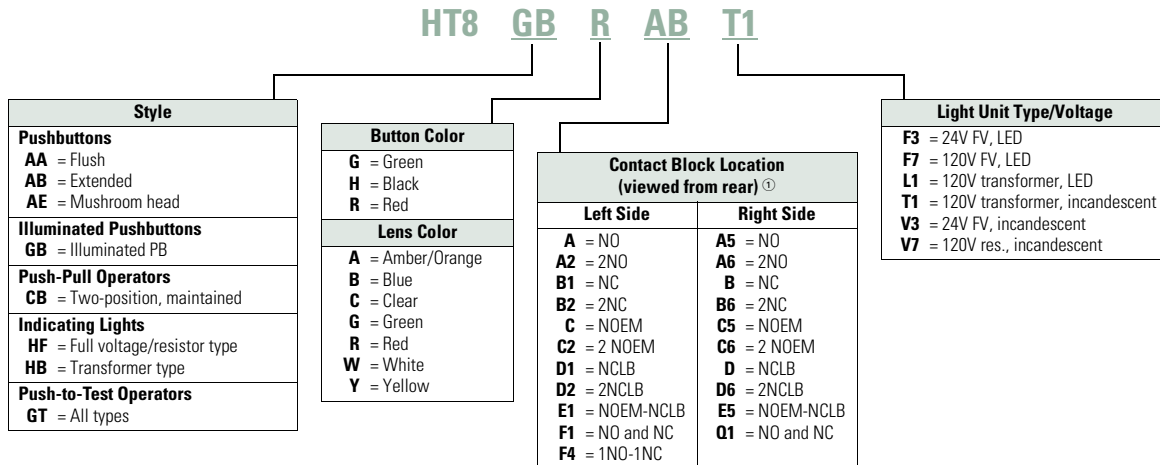 HT8 GB R AB T1
Style
Pushbuttons
AA = Flush
AB = Extended
AE = Mushroom head
Illuminated Pushbuttons
GB = Illuminated PB
Push-Pull Operators
CB = Two-position, maintained
Indicating Lights
HF = Full voltage/resistor type
HB = Transformer type
Push-to-Test Operators
GT = All types
Button Color
G = Green
H = Black
R = Red
Lens Color
A = Amber/Orange
B = Blue
C = Clear
G = Green
R = Red
W = White
Y = Yellow
Contact Block Location
(viewed from rear) ①
Left Side
A = NO
A2 = 2NO
B1 = NC
B2 = 2NC
C = NOEM
C2 = 2 NOEM
D1 = NCLB
D2 = 2NCLB
E1 = NOEM-NCLB
F1 = NO and NC
F4 = 1NO-1NC
Right Side
A5 = NO
A6 = 2NO
B = NC
B6 = 2NC
C5 = NOEM
C6 = 2 NOEM
D = NCLB
D6 = 2NCLB
E5 = NOEM-NCLB
Q1 = NO and NC
Light Unit Type/Voltage
F3 = 24V FV, LED
F7 = 120V FV, LED
L1 = 120V transformer, LED
T1 = 120V transformer, incandescent
V3 = 24V FV, incandescent
V7 = 120V res., incandescent